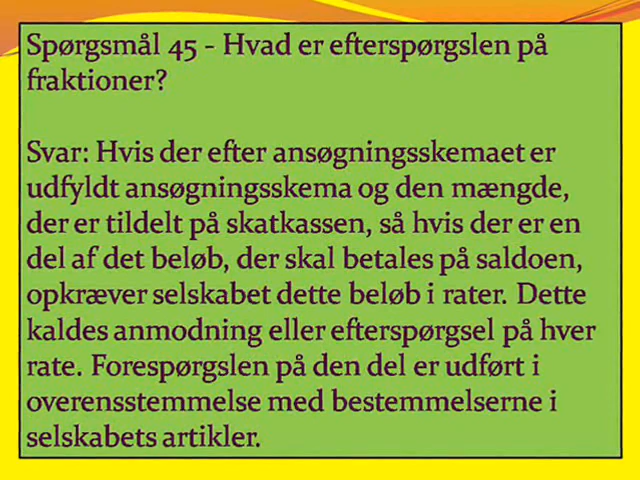 Spørgsmål 45 - Hvad er efterspørgslen på
fraktioner?
Svar: Hvis der efter ansøgningsskemaet er
udfyldt ansøgningsskema og den mængde,
der er tildelt på skatkassen, så hvis der er en
del af det beløb, der skal betales på saldoen,
opkræver selskabet dette beløb i rater. Dette
kaldes anmodning eller efterspørgsel på hver
rate. Forespørgslen på den del er udført i
overensstemmelse med bestemmelserne i
selskabets artikler.